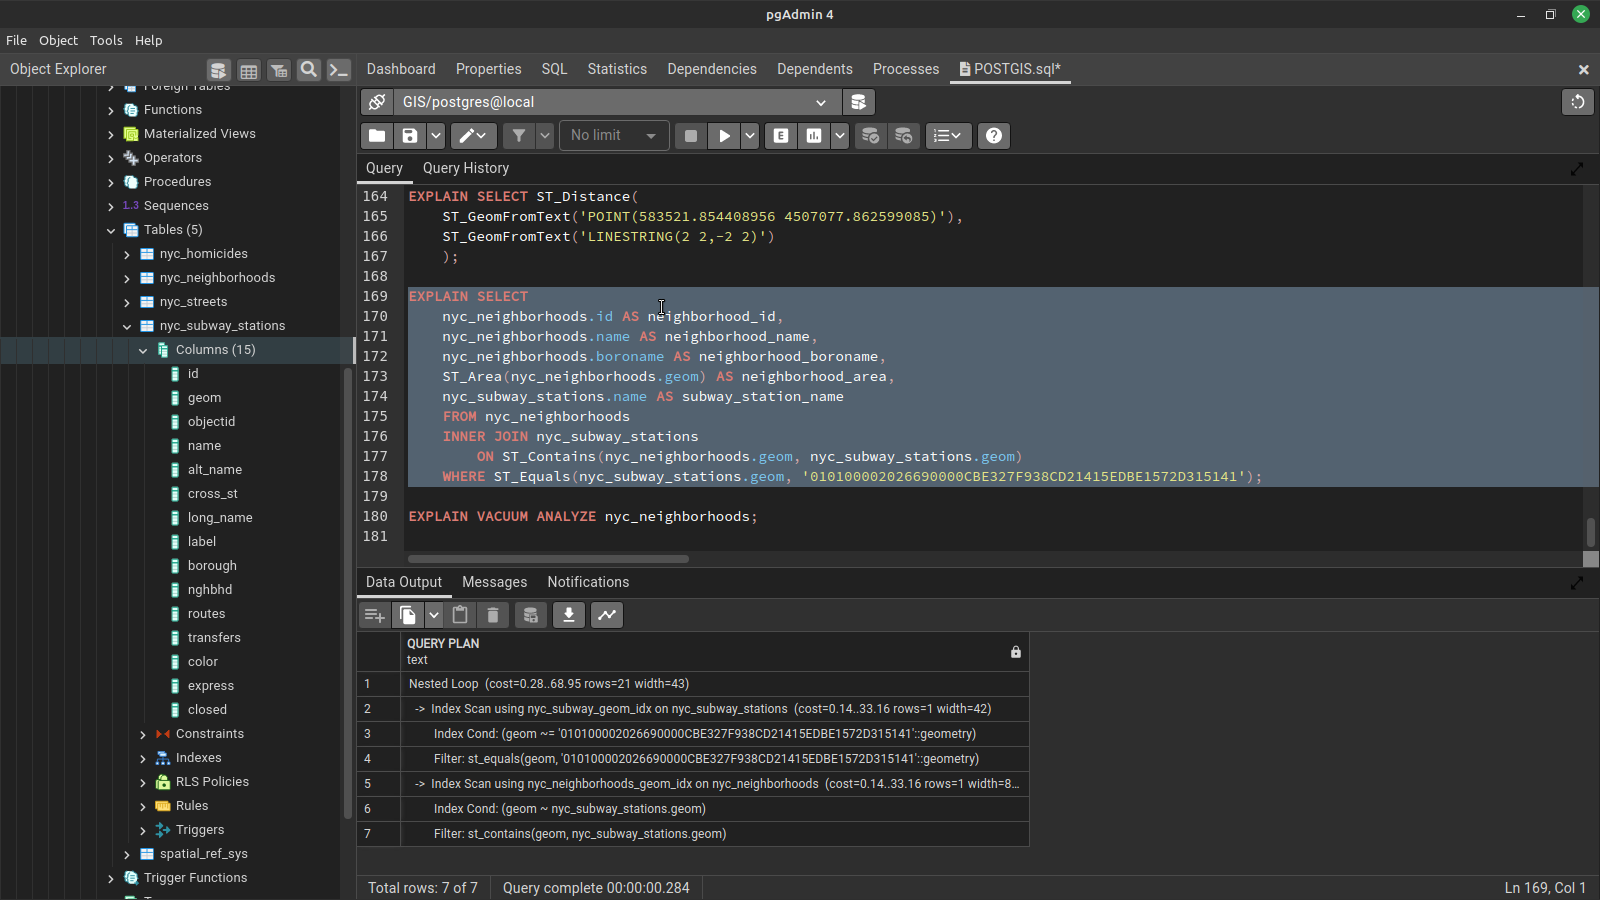 pgAdmin 4
File Object Tools Help
Object Explorer
Dashboard Properties SQL Statistics Dependencies Dependents Processes POSTGIS.sql*
Foreign Tables
Functions
Materialized Views
Operators
Procedures
1.3 Sequences
Tables (5)
nyc_homicides
nyc_neighborhoods
nyc_streets
nyc_subway_stations
Columns (15)
id
geom
objectid
name
alt_name
cross_st
long_name
label
borough
nghbhd
routes
transfers
color
express
closed
Constraints
Indexes
RLS Policies
Rules
Triggers
spatial_ref_sys
Trigger Functions
GIS/postgres@local
No limit
E
Query Query History
164 EXPLAIN SELECT ST_Distance(
165 ST_GeomFromText('POINT(583521.854408956 4507077.862599085)'),
166 ST_GeomFromText('LINESTRING(2 2,-2 2)')
167 );
168
169 EXPLAIN SELECT
170 nyc_neighborhoods.id AS neighborhood_id,
171 nyc_neighborhoods.name AS neighborhood_name,
172 nyc_neighborhoods.boroname AS neighborhood_boroname,
173 ST_Area(nyc_neighborhoods.geom) AS neighborhood_area,
174 nyc_subway_stations.name AS subway_station_name
175 FROM nyc_neighborhoods
176 INNER JOIN nyc_subway_stations
177 ON ST_Contains(nyc_neighborhoods.geom, nyc_subway_stations.geom)
178 WHERE ST_Equals(nyc_subway_stations.geom, '010100002026690000CBE327F938CD21415EDBE1572D315141');
179
180 EXPLAIN VACUUM ANALYZE nyc_neighborhoods;
181
Data Output Messages Notifications
QUERY PLAN
text
1 Nested Loop (cost=0.28..68.95 rows=21 width=43)
2 -> Index Scan using nyc_subway_geom_idx on nyc_subway_stations (cost=0.14..33.16 rows=1 width=42)
3 Index Cond: (geom ~= '010100002026690000CBE327F938CD21415EDBE1572D315141'::geometry)
4 Filter: st_equals(geom, '010100002026690000CBE327F938CD21415EDBE1572D315141'::geometry)
5 -> Index Scan using nyc_neighborhoods_geom_idx on nyc_neighborhoods (cost=0.14..33.16 rows=1 width=8...
6 Index Cond: (geom ~ nyc_subway_stations.geom)
7 Filter: st_contains(geom, nyc_subway_stations.geom)
Total rows: 7 of 7 Query complete 00:00:00.284
Ln 169, Col 1